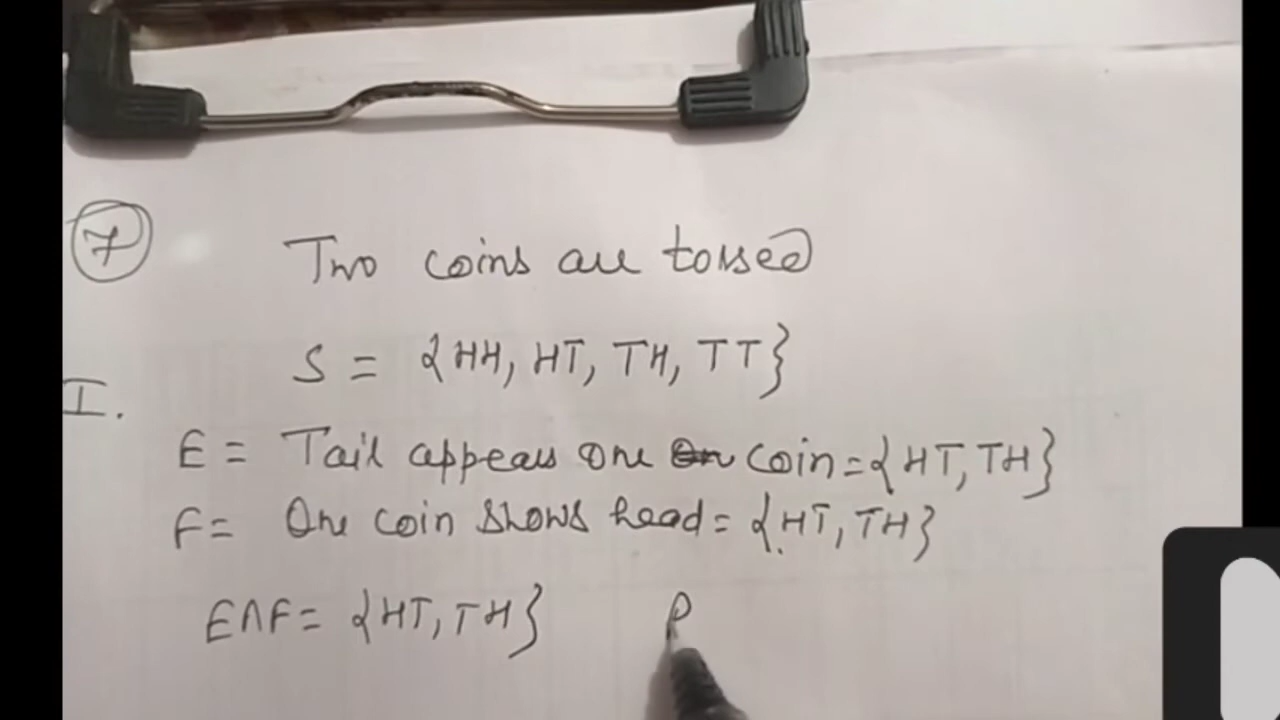 7 Two coins are tossed
S = {HH, HT, TH, TT}
I.
E = Tail appears one coin = {HT, TH}
F = One coin shows head = {HT, TH}
E∩F = {HT, TH} P